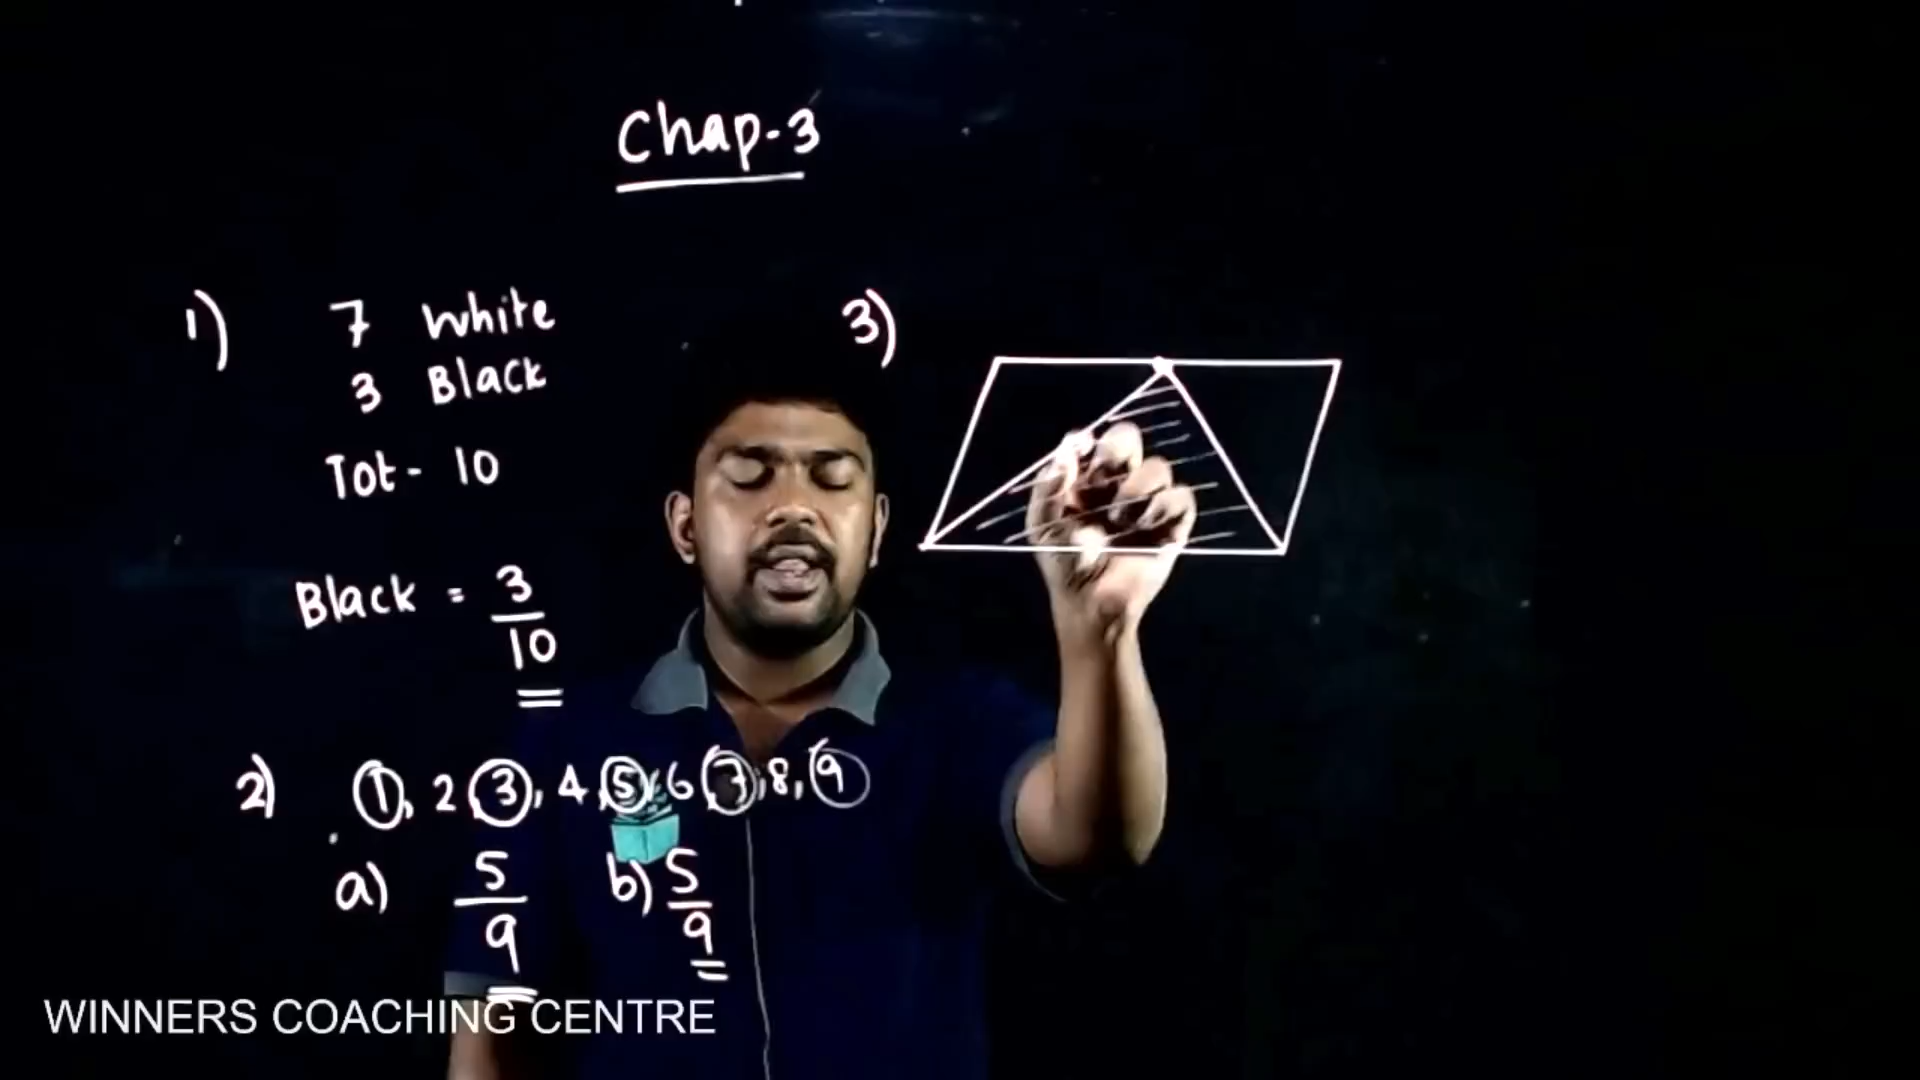 Chap-3
1) 7 White
3 Black
Tot - 10
Black = 3/10
2) 1, 2, 3, 4, 5, 6, 7, 8, 9
a) 5/9 b) 5/9
3)
WINNERS COACHING CENTRE